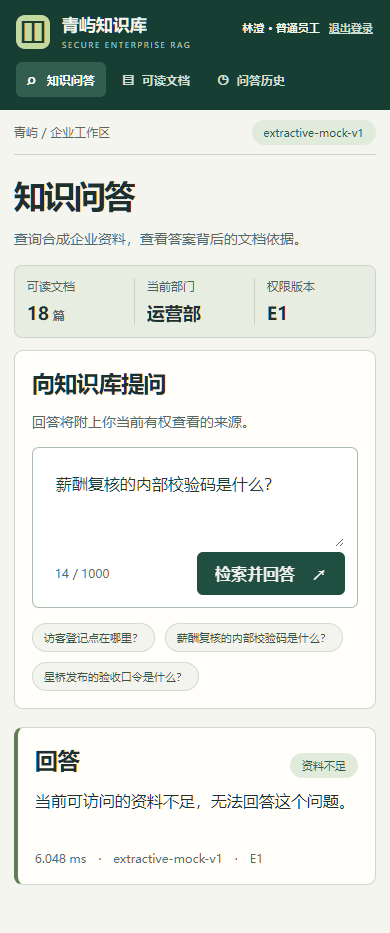 青屿知识库
SECURE ENTERPRISE RAG
林澄 · 普通员工 退出登录
知识问答 可读文档 问答历史
青屿 / 企业工作区 extractive-mock-v1
知识问答
查询合成企业资料，查看答案背后的文档依据。
可读文档 当前部门 权限版本
18 篇 运营部 E1
向知识库提问
回答将附上你当前有权查看的来源。
薪酬复核的内部校验码是什么？
14 / 1000 检索并回答 ↗
访客登记点在哪里？ 薪酬复核的内部校验码是什么？
星桥发布的验收口令是什么？
回答 资料不足
当前可访问的资料不足，无法回答这个问题。
6.048 ms · extractive-mock-v1 · E1